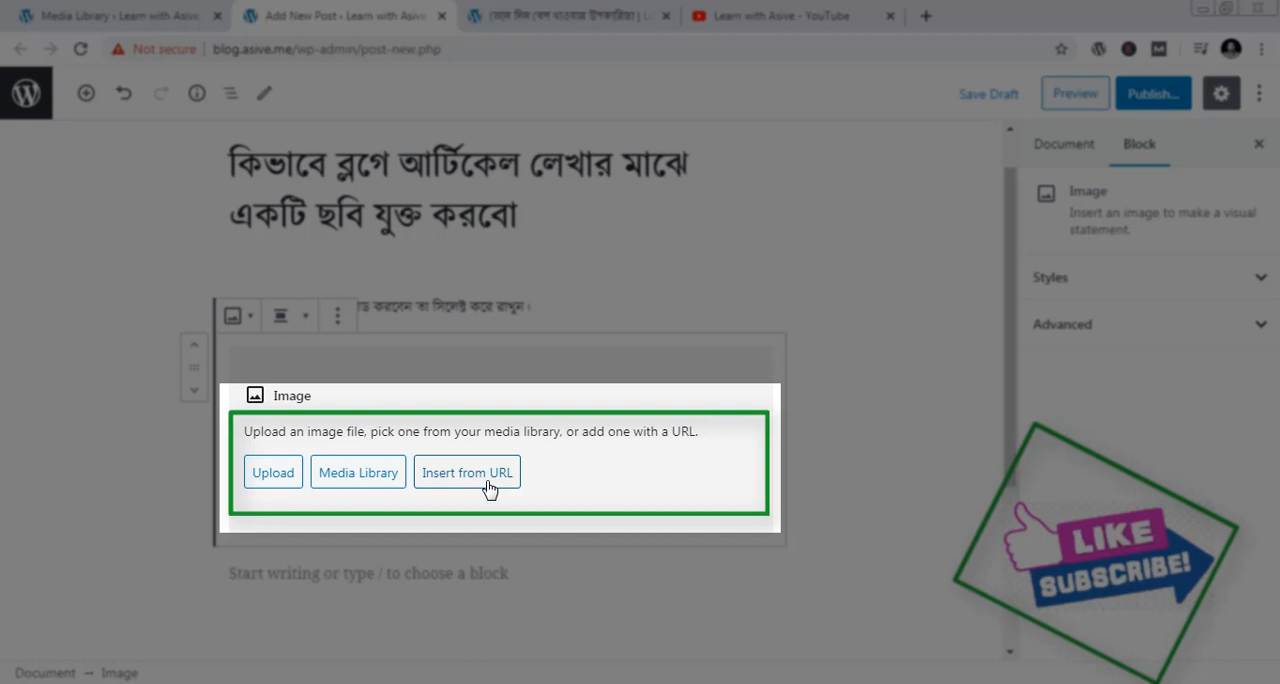 Media Library ‹ Learn with Asive
Add New Post ‹ Learn with Asive
Learn with Asive - YouTube
Not secure | blog.asive.me/wp-admin/post-new.php
Save Draft
Preview
Publish...
কিভাবে ব্লগে আর্টিকেল লেখার মাঝে
একটি ছবি যুক্ত করবো
Document
Block
Image
Insert an image to make a visual
statement.
Styles
Advanced
করবেন তা সিলেক্ট করে রাখুন।
Image
Upload an image file, pick one from your media library, or add one with a URL.
Upload
Media Library
Insert from URL
Start writing or type / to choose a block
LIKE
SUBSCRIBE!
Document → Image